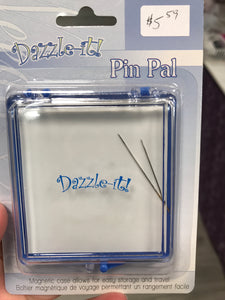 $5.59
Dazzle-it!
Pin Pal
Dazzle-it!
Magnetic case allows for easy storage and travel
Boîtier magnétique de voyage permettant un rangement facile